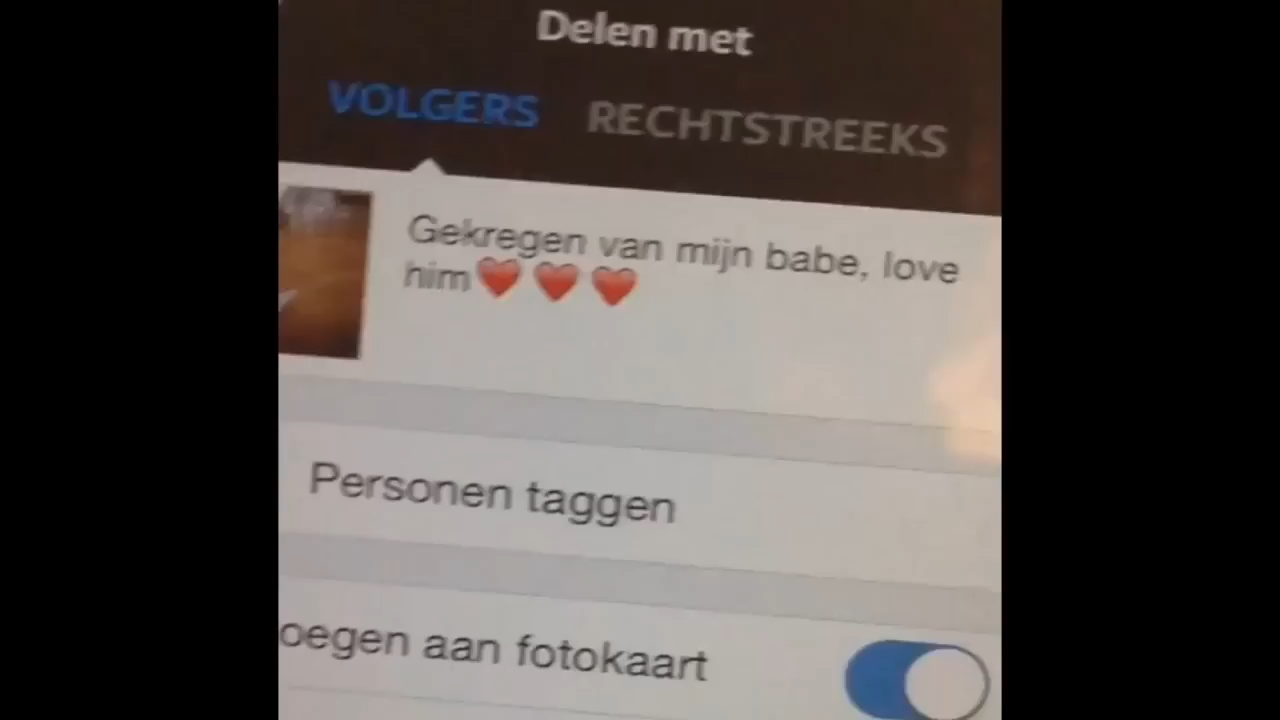 Delen met
VOLGERS RECHTSTREEKS
Gekregen van mijn babe, love
him❤️❤️❤️
Personen taggen
oegen aan fotokaart